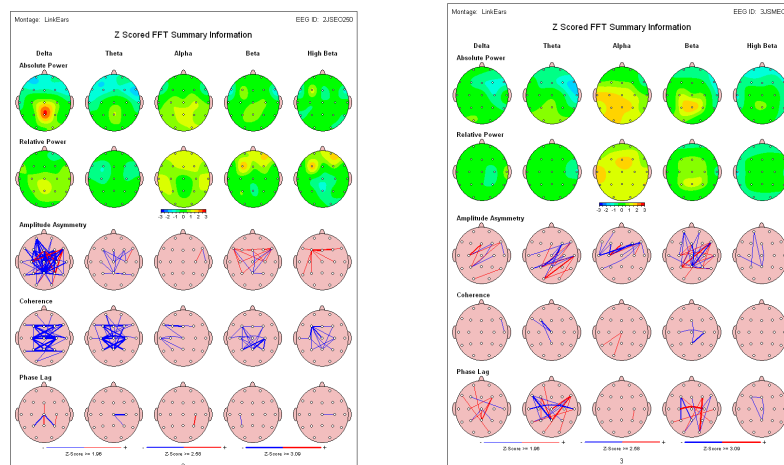 Montage: LinkEars EEG ID: 2JSEO250
Z Scored FFT Summary Information
Delta Theta Alpha Beta High Beta
Absolute Power
Relative Power
-3 -2 -1 0 1 2 3
Amplitude Asymmetry
Coherence
Phase Lag
- + - + - +
Z-Score >= 1.96 Z-Score >= 2.58 Z-Score >= 3.09
Montage: LinkEars EEG ID: 3JSMEO
Z Scored FFT Summary Information
Delta Theta Alpha Beta High Beta
Absolute Power
Relative Power
-3 -2 -1 0 1 2 3
Amplitude Asymmetry
Coherence
Phase Lag
- + - + - +
Z-Score >= 1.96 Z-Score >= 2.58 Z-Score >= 3.09
3